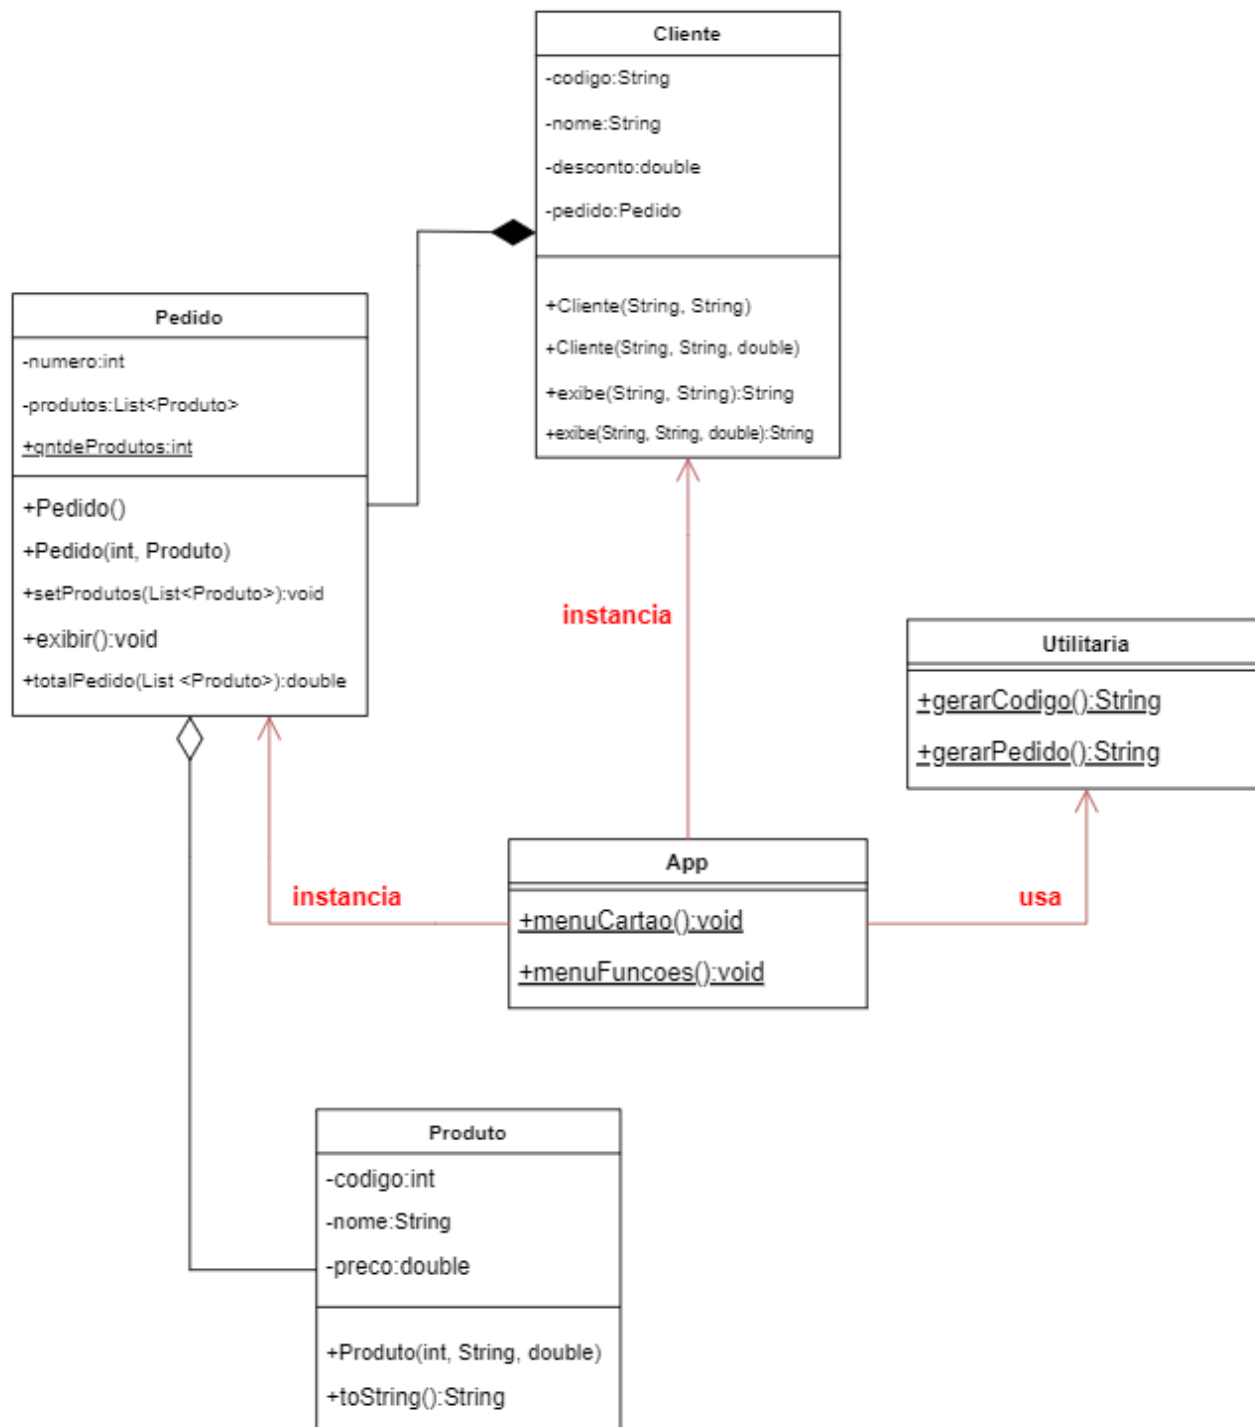 Cliente
-codigo:String
-nome:String
-desconto:double
-pedido:Pedido
+Cliente(String, String)
+Cliente(String, String, double)
+exibe(String, String):String
+exibe(String, String, double):String
Pedido
-numero:int
-produtos:List<Produto>
+qntdeProdutos:int
+Pedido()
+Pedido(int, Produto)
+setProdutos(List<Produto>):void
+exibir():void
+totalPedido(List <Produto>):double
instancia
Utilitaria
+gerarCodigo():String
+gerarPedido():String
App
+menuCartao():void
+menuFuncoes():void
instancia
usa
Produto
-codigo:int
-nome:String
-preco:double
+Produto(int, String, double)
+toString():String